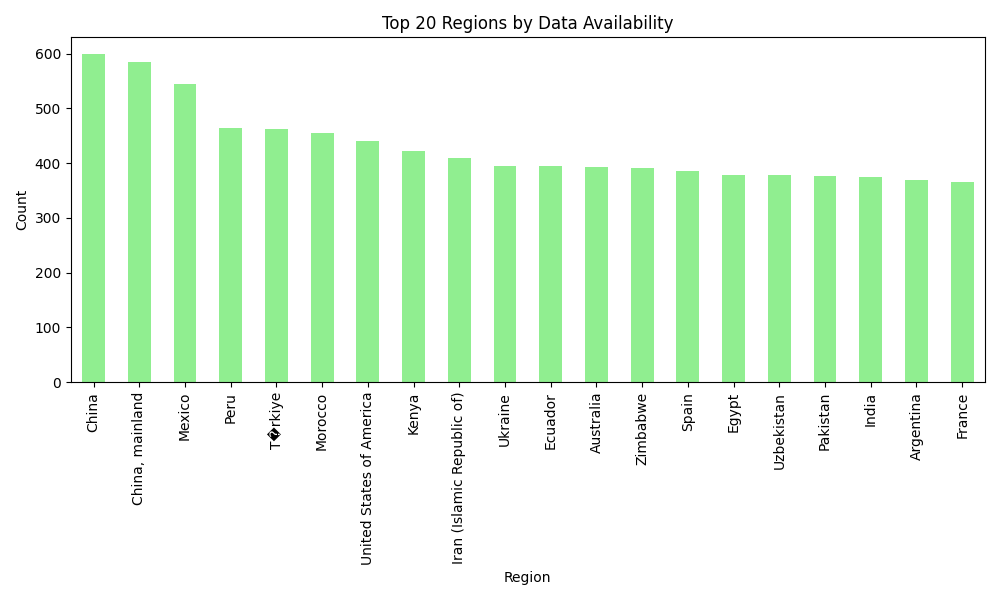 Top 20 Regions by Data Availability
Count
600
500
400
300
200
100
0
China
China, mainland
Mexico
Peru
T�rkiye
Morocco
United States of America
Kenya
Iran (Islamic Republic of)
Ukraine
Ecuador
Australia
Zimbabwe
Spain
Egypt
Uzbekistan
Pakistan
India
Argentina
France
Region